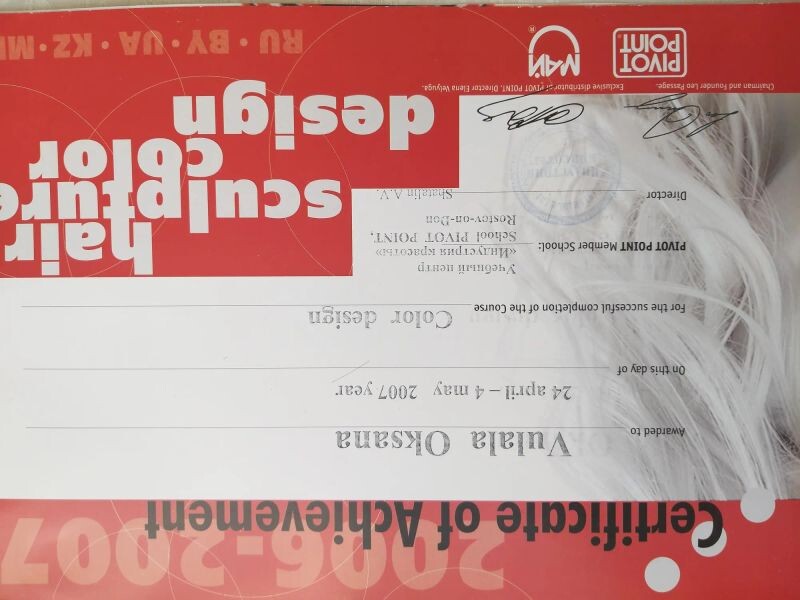 2006-2007
Certificate of Achievement
Awarded to Vulala Oksana
24 april – 4 may 2007 year
On this day of
For the succesful completion of the Course Color design
Учебный центр
«Индустрия красоты»
PIVOT POINT Member School: School PIVOT POINT,
Rostov-on-Don
Director Shatalin A.V.
hair
sculpture
color
design
Chairman and Founder Leo Passage.
Exclusive distributor of PIVOT POINT, Director Elena Velyuga.
PIVOT
POINT
MAVN
RU · BY · UA · KZ ·